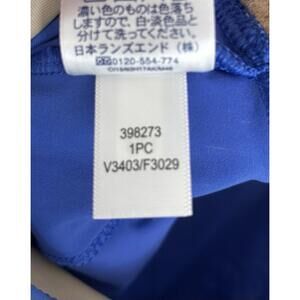 濃い色のものは色落ち
しますので、白・淡色品と
分けて洗ってください。
日本ランズエンド（株）
0120-554-774
398273
1PC
V3403/F3029